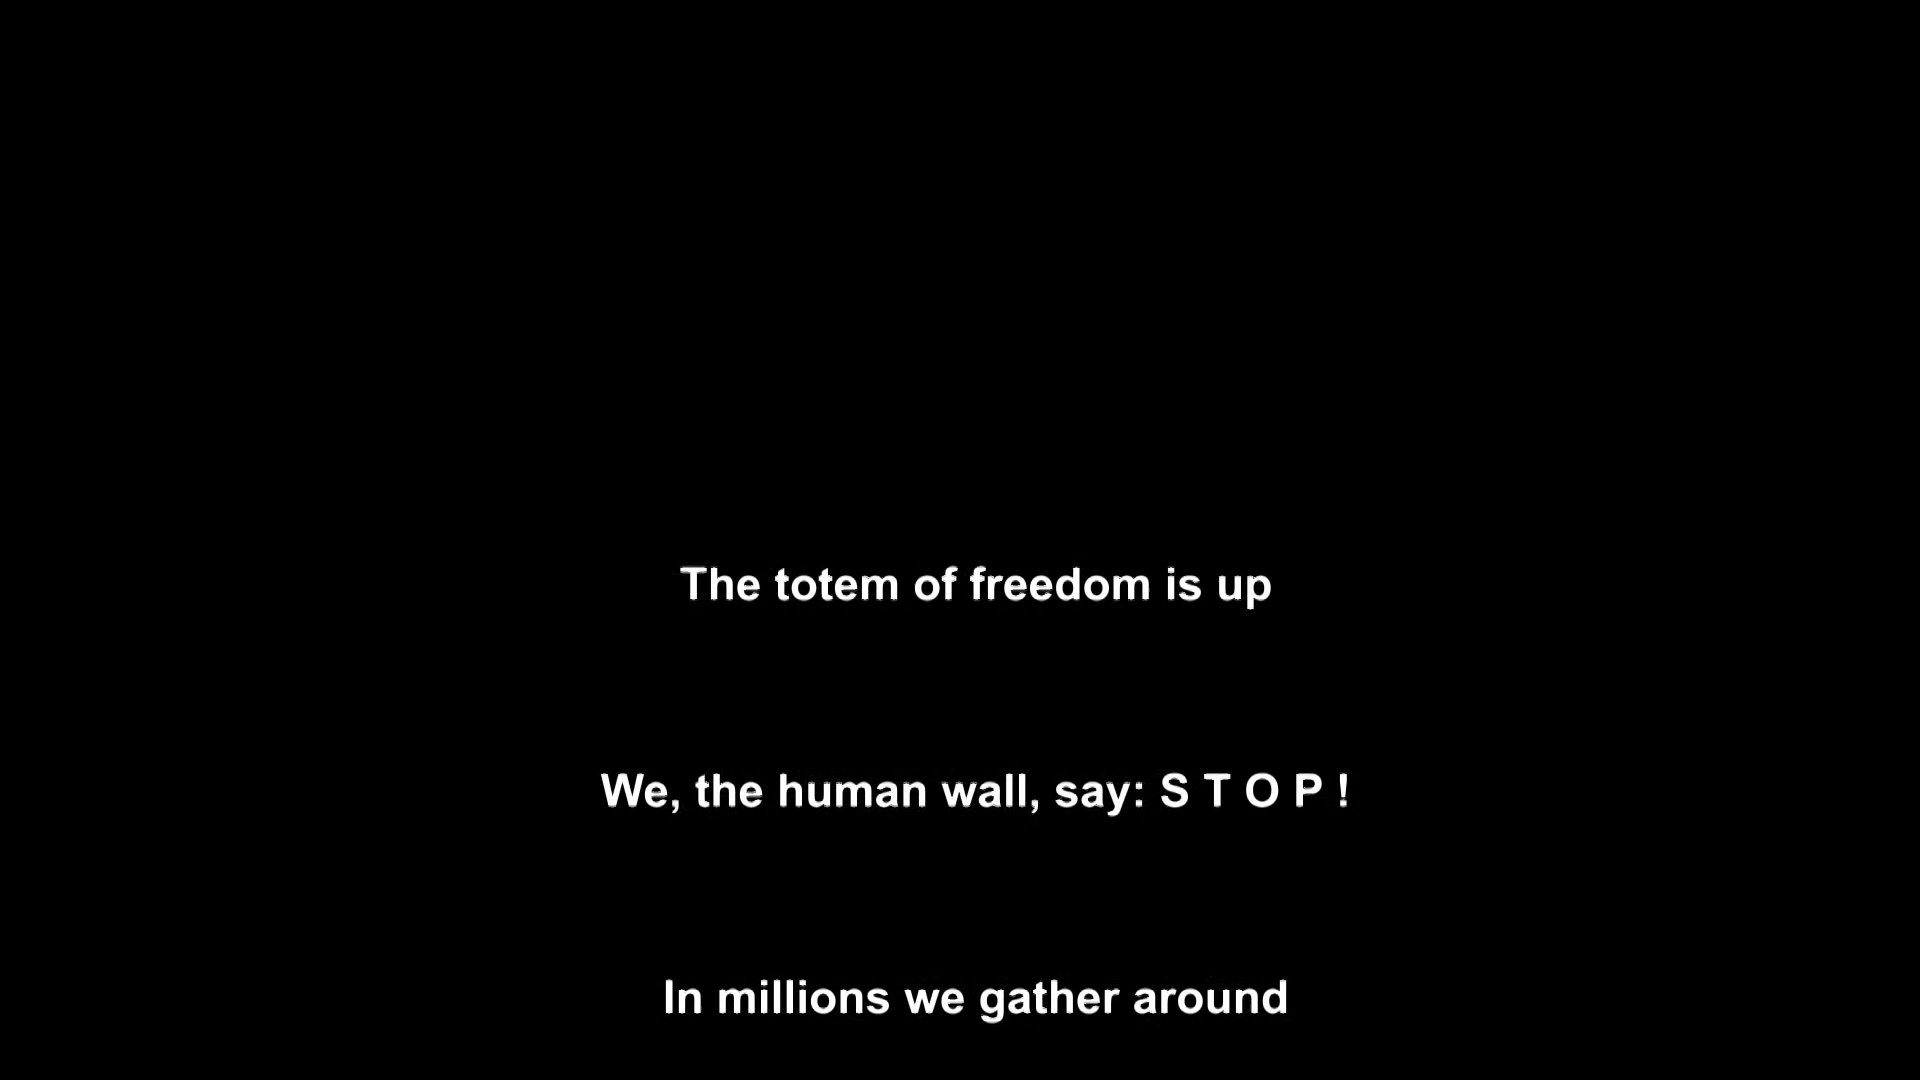 The totem of freedom is up
We, the human wall, say: S T O P !
In millions we gather around